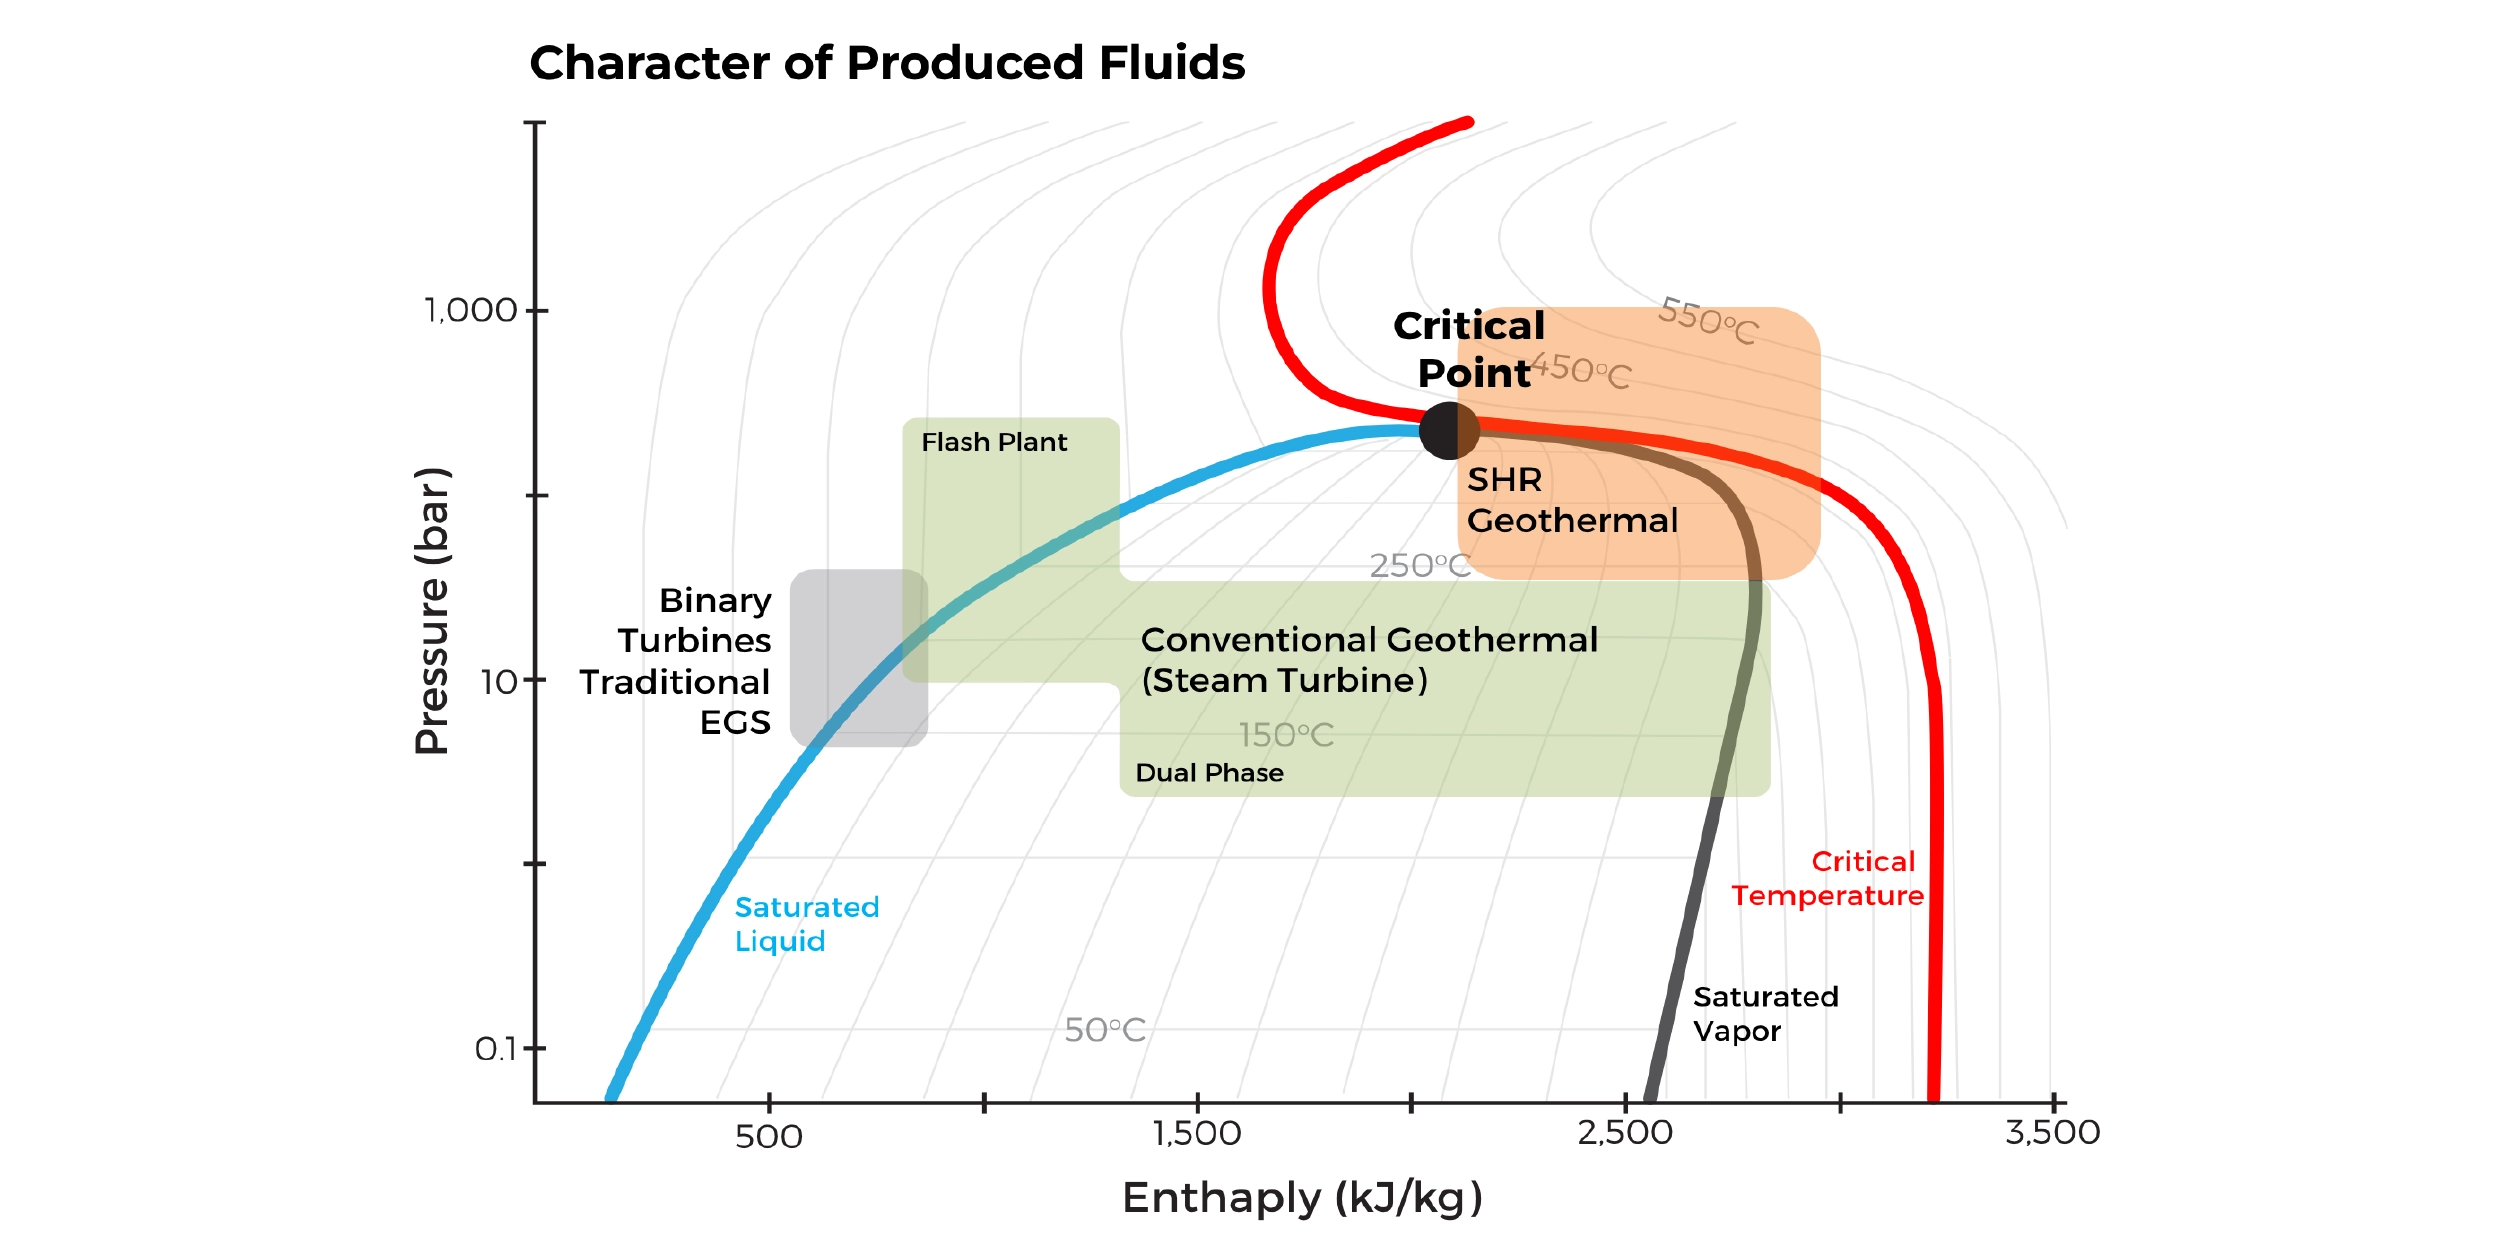 Character of Produced Fluids
1,000
10
0.1
Pressure (bar)
550°C
Critical
Point
450°C
Flash Plant
SHR
Geothermal
250°C
Binary
Turbines
Traditional
EGS
Conventional Geothermal
(Steam Turbine)
150°C
Dual Phase
Critical
Temperature
Saturated
Liquid
Saturated
Vapor
50°C
500
1,500
2,500
3,500
Enthaply (kJ/kg)